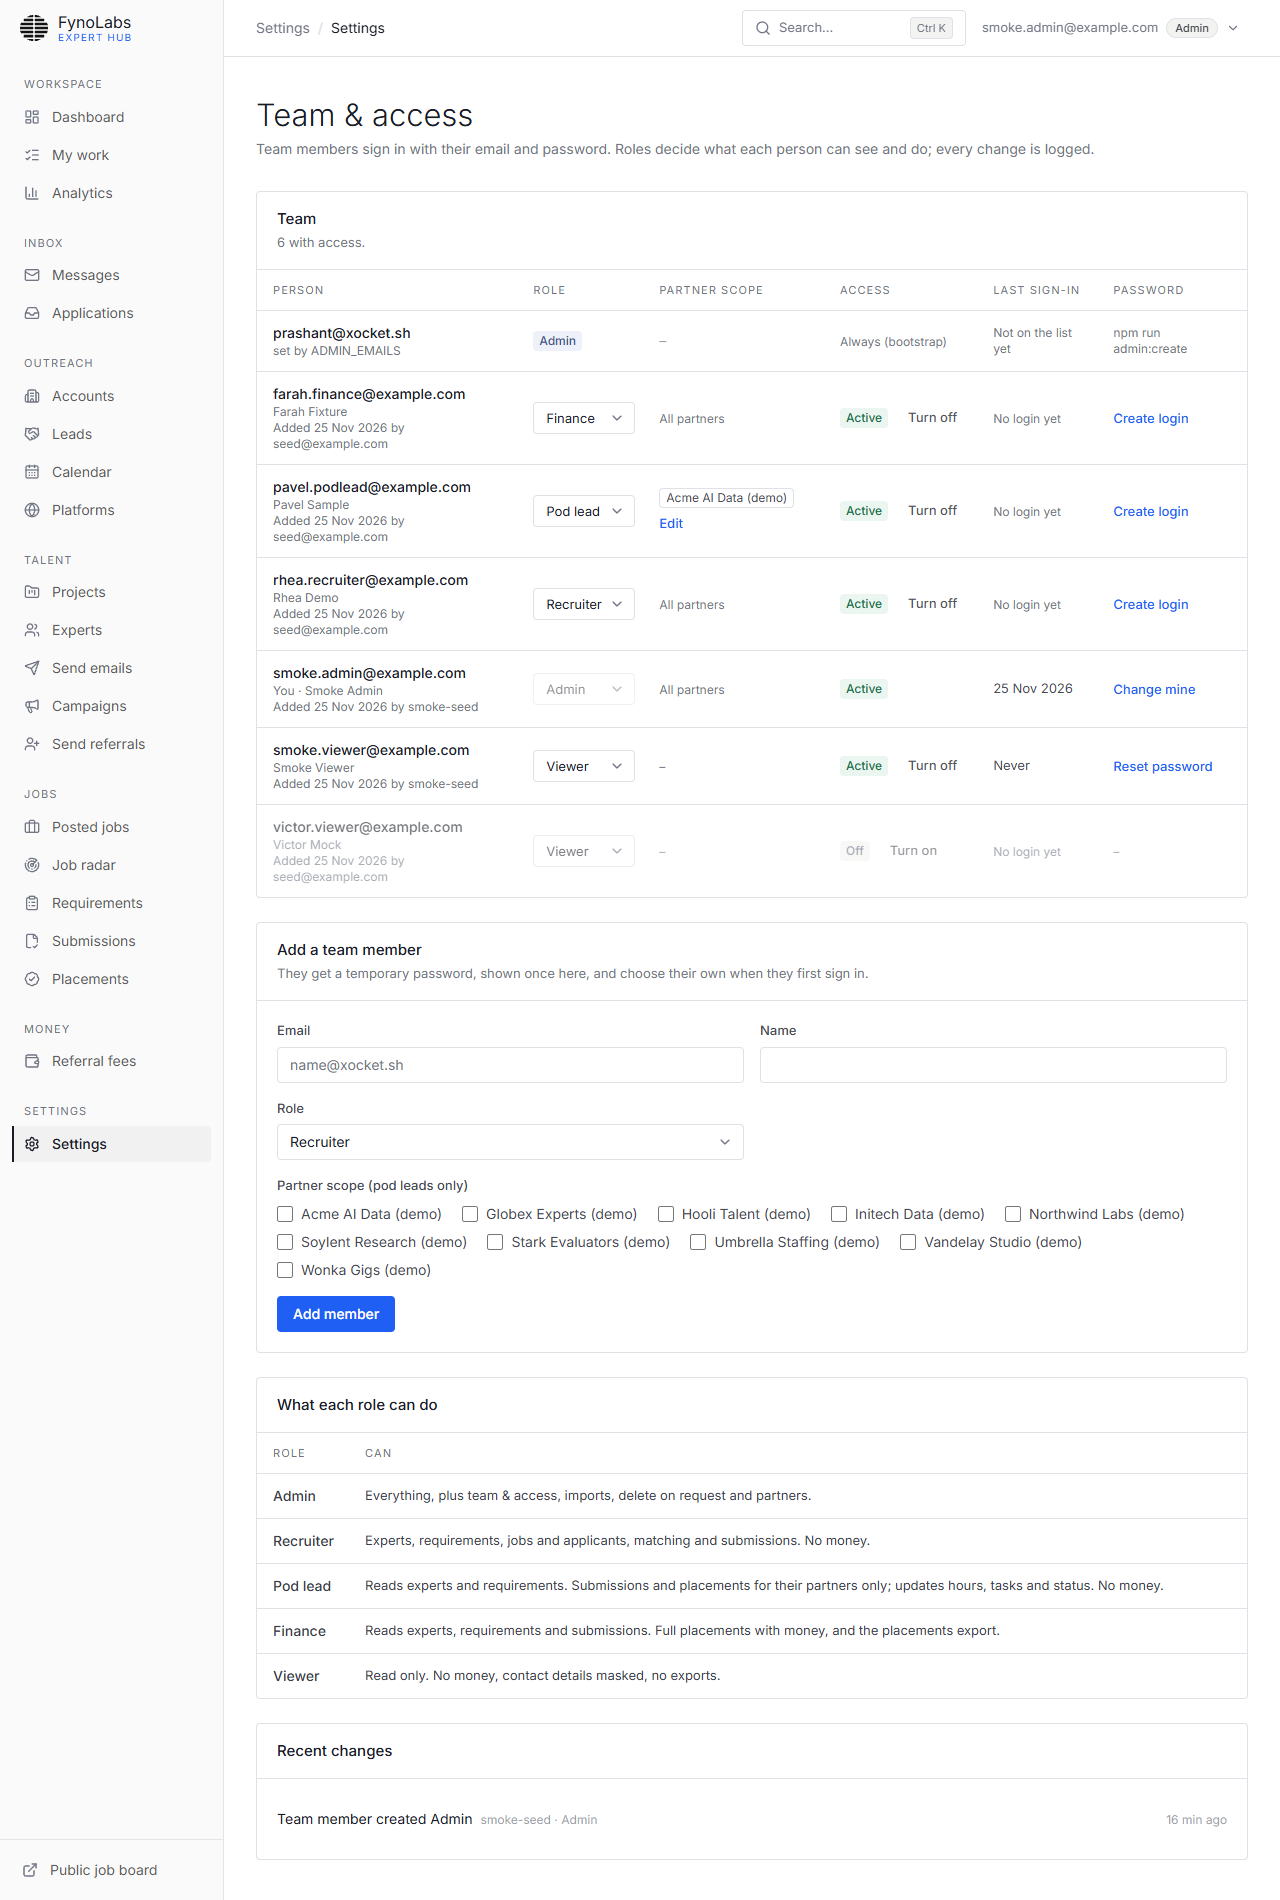 FynoLabs
EXPERT HUB
WORKSPACE
Dashboard
My work
Analytics
INBOX
Messages
Applications
OUTREACH
Accounts
Leads
Calendar
Platforms
TALENT
Projects
Experts
Send emails
Campaigns
Send referrals
JOBS
Posted jobs
Job radar
Requirements
Submissions
Placements
MONEY
Referral fees
SETTINGS
Settings
Public job board
Settings / Settings
Search... Ctrl K
smoke.admin@example.com Admin
Team & access
Team members sign in with their email and password. Roles decide what each person can see and do; every change is logged.
Team
6 with access.
PERSON ROLE PARTNER SCOPE ACCESS LAST SIGN-IN PASSWORD
prashant@xocket.sh
set by ADMIN_EMAILS
Admin
–
Always (bootstrap)
Not on the list
yet
npm run
admin:create
farah.finance@example.com
Farah Fixture
Added 25 Nov 2026 by
seed@example.com
Finance
All partners
Active Turn off
No login yet
Create login
pavel.podlead@example.com
Pavel Sample
Added 25 Nov 2026 by
seed@example.com
Pod lead
Acme AI Data (demo)
Edit
Active Turn off
No login yet
Create login
rhea.recruiter@example.com
Rhea Demo
Added 25 Nov 2026 by
seed@example.com
Recruiter
All partners
Active Turn off
No login yet
Create login
smoke.admin@example.com
You · Smoke Admin
Added 25 Nov 2026 by smoke-seed
Admin
All partners
Active
25 Nov 2026
Change mine
smoke.viewer@example.com
Smoke Viewer
Added 25 Nov 2026 by smoke-seed
Viewer
–
Active Turn off
Never
Reset password
victor.viewer@example.com
Victor Mock
Added 25 Nov 2026 by
seed@example.com
Viewer
–
Off Turn on
No login yet
–
Add a team member
They get a temporary password, shown once here, and choose their own when they first sign in.
Email
name@xocket.sh
Name
Role
Recruiter
Partner scope (pod leads only)
Acme AI Data (demo) Globex Experts (demo) Hooli Talent (demo) Initech Data (demo) Northwind Labs (demo)
Soylent Research (demo) Stark Evaluators (demo) Umbrella Staffing (demo) Vandelay Studio (demo)
Wonka Gigs (demo)
Add member
What each role can do
ROLE CAN
Admin Everything, plus team & access, imports, delete on request and partners.
Recruiter Experts, requirements, jobs and applicants, matching and submissions. No money.
Pod lead Reads experts and requirements. Submissions and placements for their partners only; updates hours, tasks and status. No money.
Finance Reads experts, requirements and submissions. Full placements with money, and the placements export.
Viewer Read only. No money, contact details masked, no exports.
Recent changes
Team member created Admin smoke-seed · Admin 16 min ago